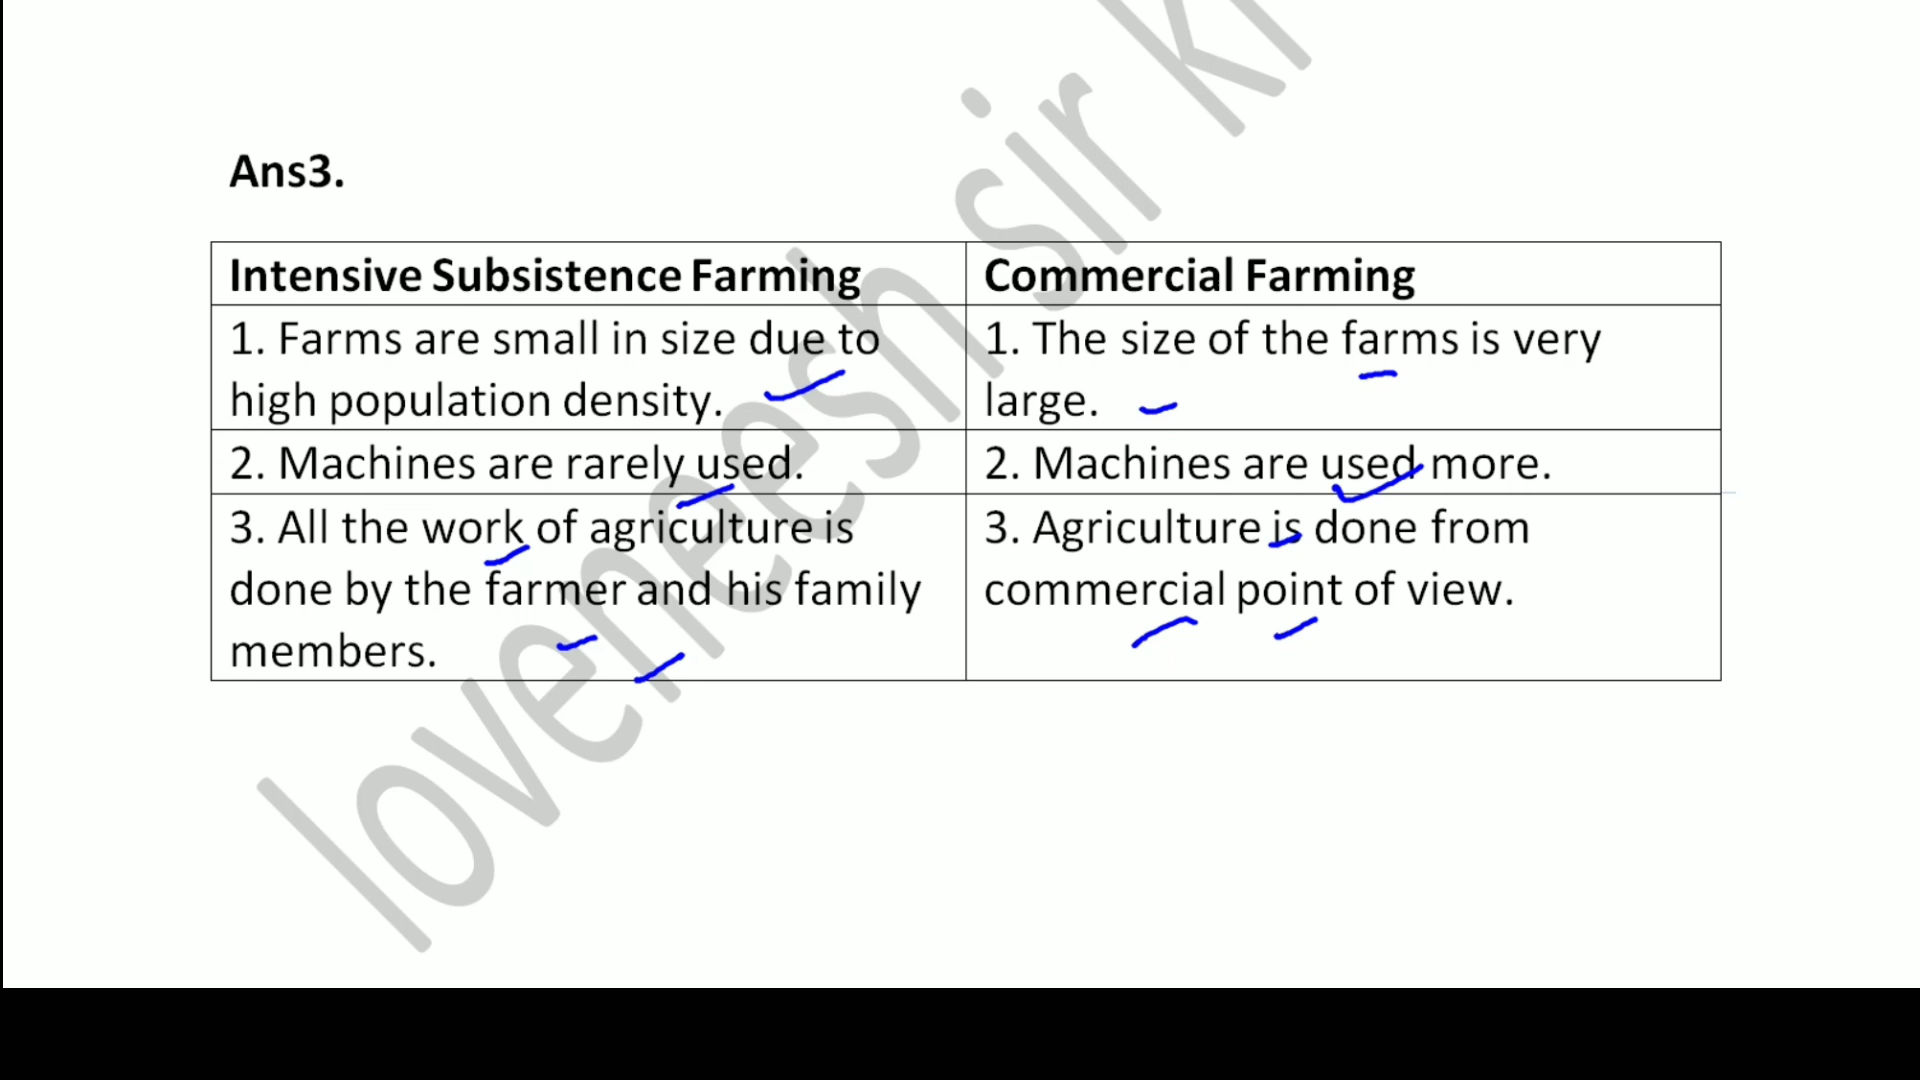 Ans3.
Intensive Subsistence Farming
Commercial Farming
1. Farms are small in size due to
high population density.
1. The size of the farms is very
large.
2. Machines are rarely used.
2. Machines are used more.
3. All the work of agriculture is
done by the farmer and his family
members.
3. Agriculture is done from
commercial point of view.
loveneesh sir